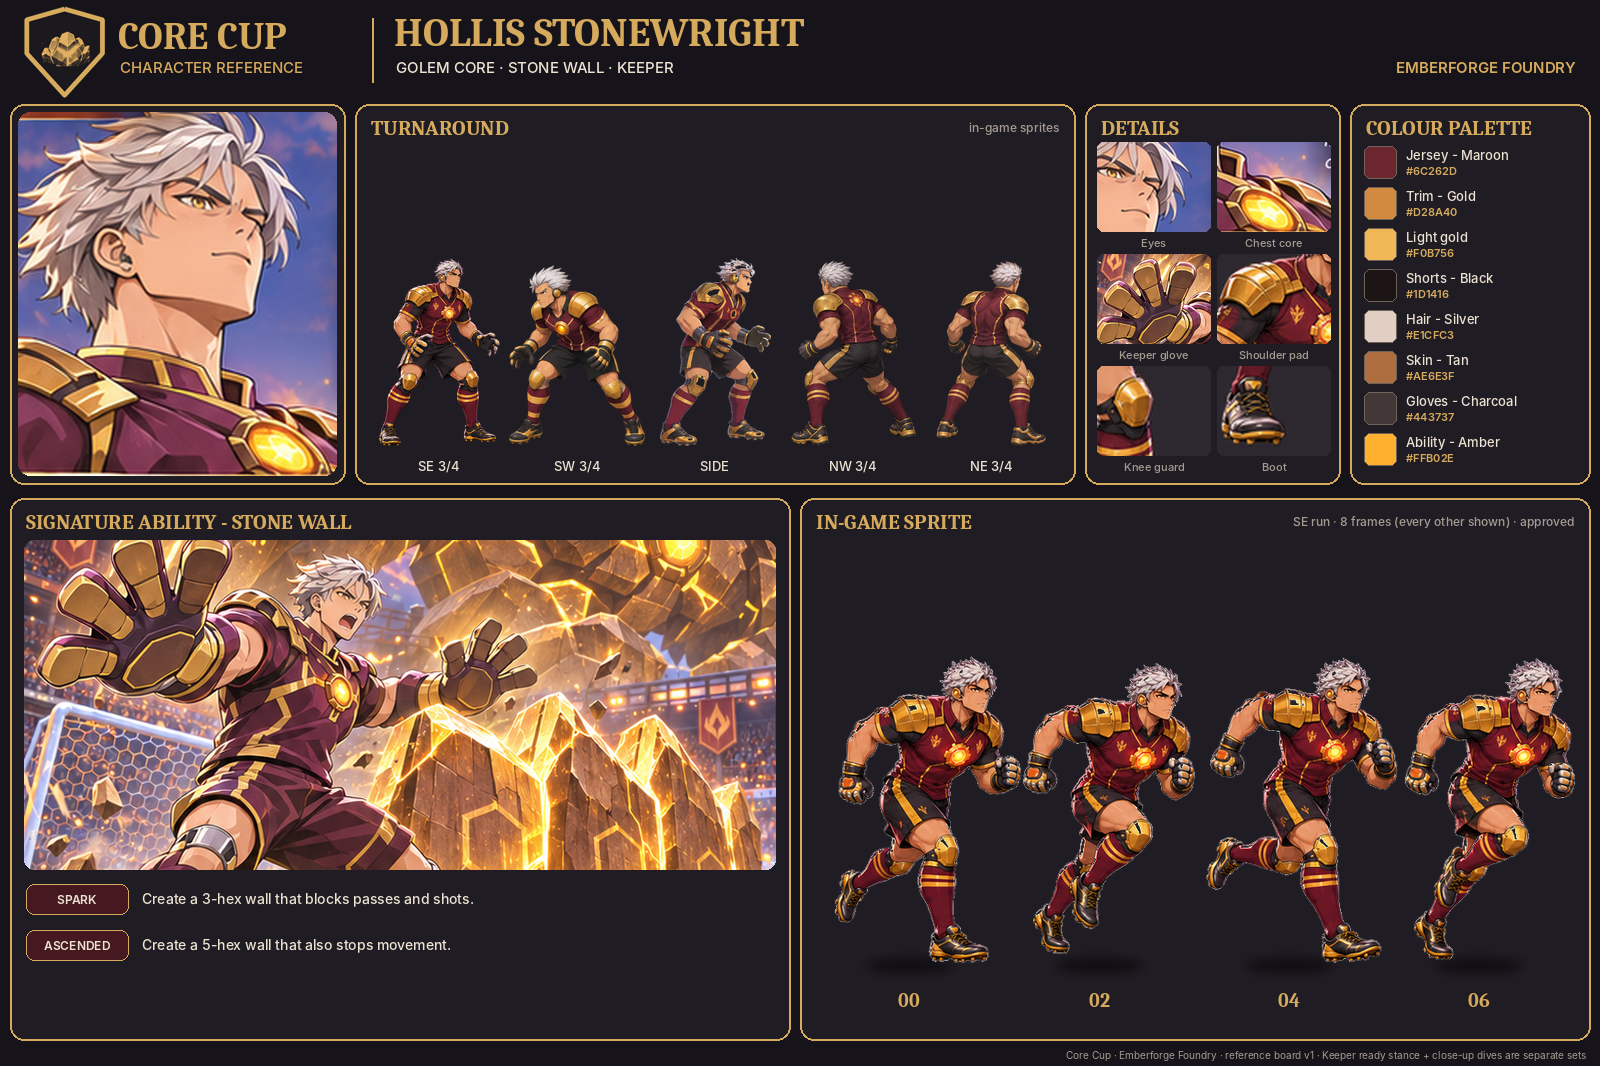 CORE CUP
CHARACTER REFERENCE
HOLLIS STONEWRIGHT
GOLEM CORE · STONE WALL · KEEPER
EMBERFORGE FOUNDRY
TURNAROUND
in-game sprites
SE 3/4
SW 3/4
SIDE
NW 3/4
NE 3/4
DETAILS
Eyes
Chest core
Keeper glove
Shoulder pad
Knee guard
Boot
COLOUR PALETTE
Jersey - Maroon
#6C262D
Trim - Gold
#D28A40
Light gold
#F0B756
Shorts - Black
#1D1416
Hair - Silver
#E1CFC3
Skin - Tan
#AE6E3F
Gloves - Charcoal
#443737
Ability - Amber
#FFB02E
SIGNATURE ABILITY - STONE WALL
SPARK
Create a 3-hex wall that blocks passes and shots.
ASCENDED
Create a 5-hex wall that also stops movement.
IN-GAME SPRITE
SE run · 8 frames (every other shown) · approved
00
02
04
06
Core Cup · Emberforge Foundry · reference board v1 · Keeper ready stance + close-up dives are separate sets